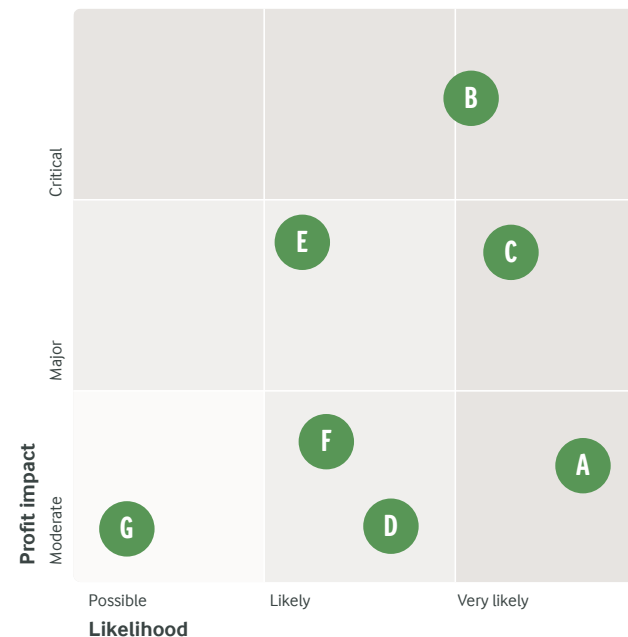 B
Critical
E
C
Major
F
A
G
D
Moderate
Profit impact
Possible
Likely
Very likely
Likelihood